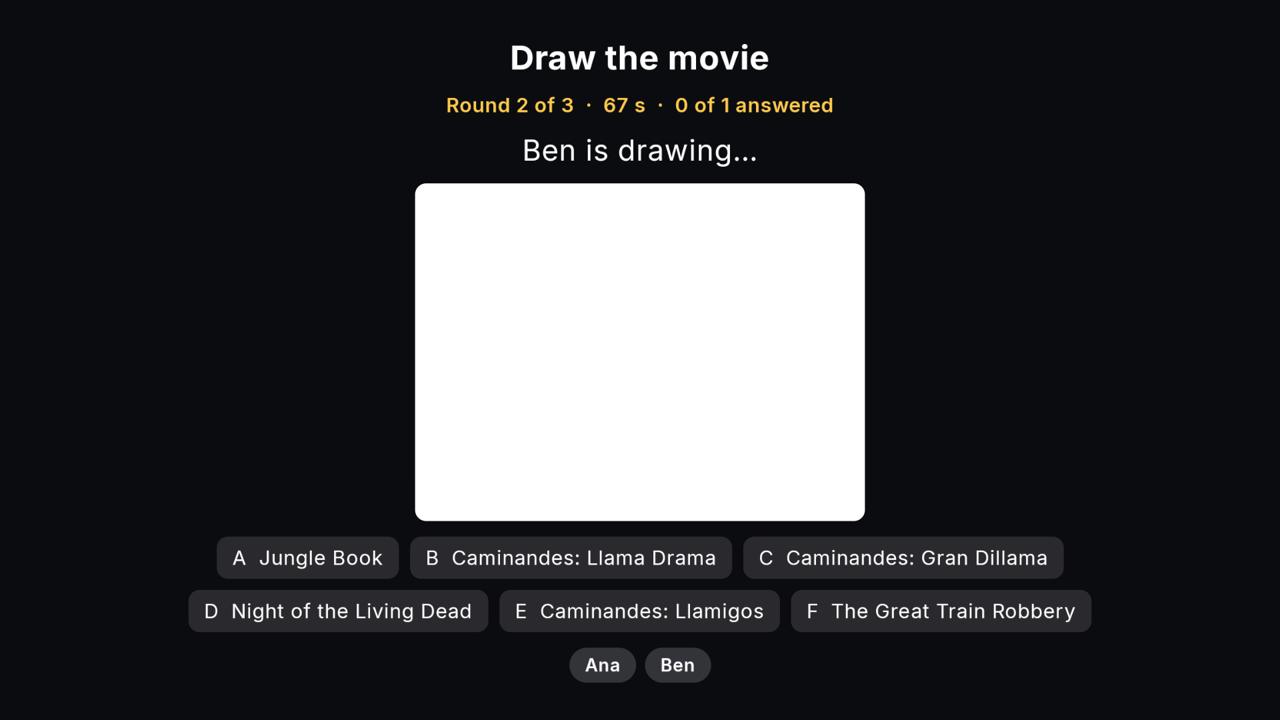 Draw the movie
Round 2 of 3 · 67 s · 0 of 1 answered
Ben is drawing...
A Jungle Book B Caminandes: Llama Drama C Caminandes: Gran Dillama
D Night of the Living Dead E Caminandes: Llamigos F The Great Train Robbery
Ana Ben